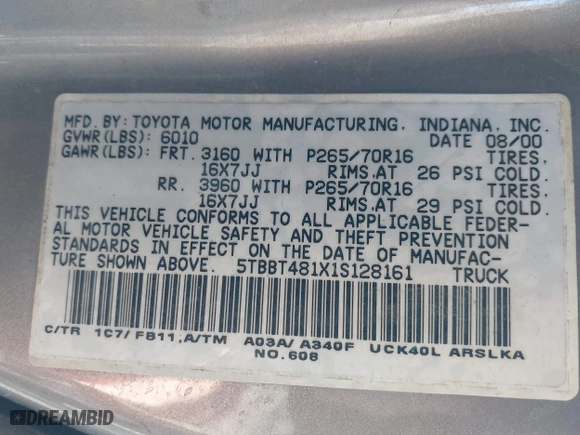 MFD. BY: TOYOTA MOTOR MANUFACTURING, INDIANA, INC.
GVWR(LBS): 6010 DATE 08/00
GAWR(LBS): FRT. 3160 WITH P265/70R16 TIRES,
16X7JJ RIMS,AT 26 PSI COLD.
RR. 3960 WITH P265/70R16 TIRES,
16X7JJ RIMS,AT 29 PSI COLD.
THIS VEHICLE CONFORMS TO ALL APPLICABLE FEDER-
AL MOTOR VEHICLE SAFETY AND THEFT PREVENTION
STANDARDS IN EFFECT ON THE DATE OF MANUFAC-
TURE SHOWN ABOVE. 5TBBT481X1S128161 TRUCK
C/TR 1C7/ FB11,A/TM A03A/ A340F UCK40L ARSLKA
NO.608
DREAMBID